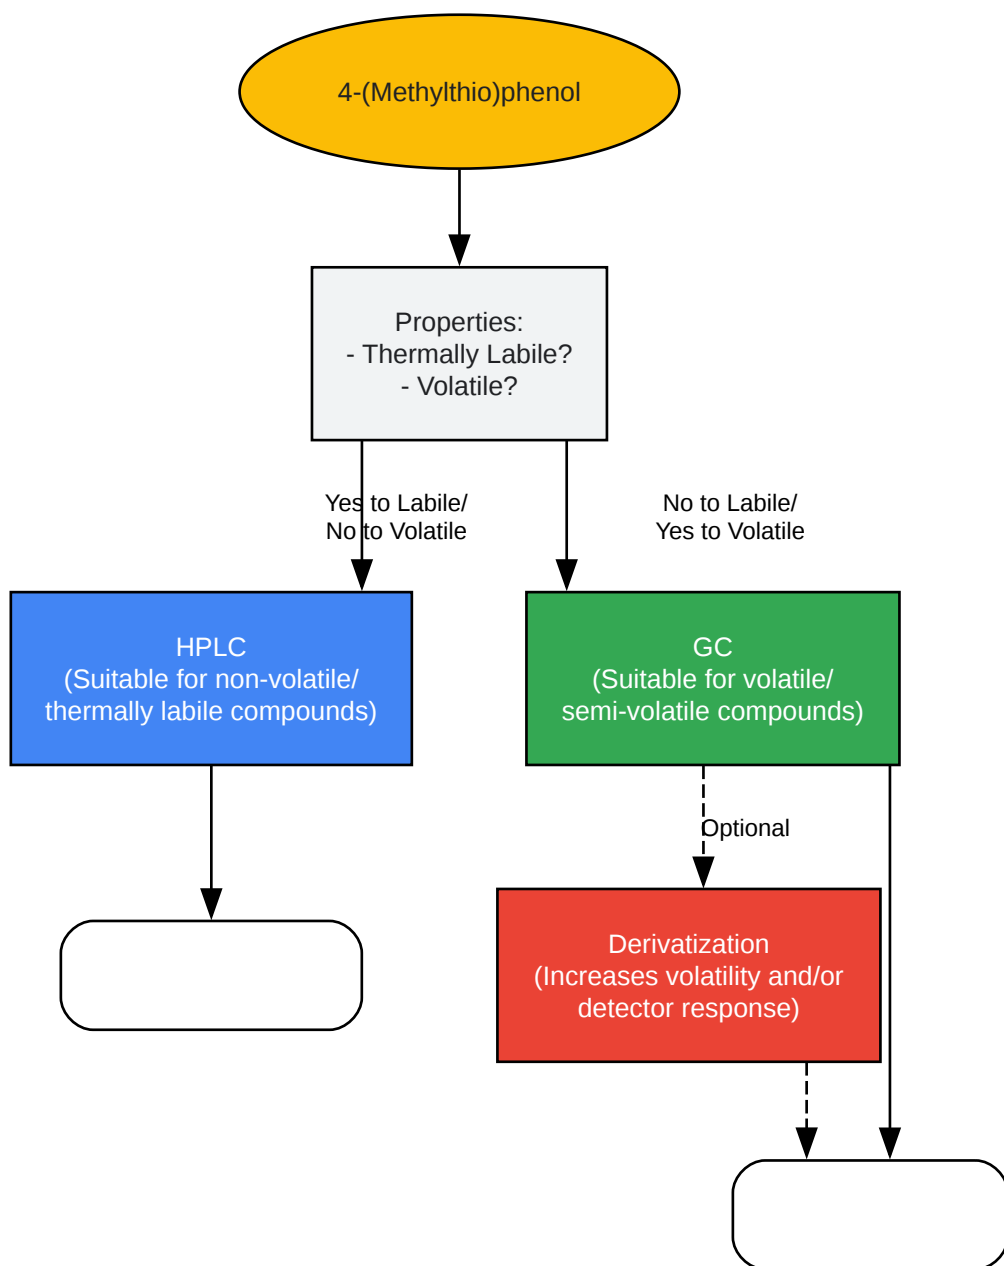 4-(Methylthio)phenol
Properties:
- Thermally Labile?
- Volatile?
Yes to Labile/
No to Volatile
No to Labile/
Yes to Volatile
HPLC
(Suitable for non-volatile/
thermally labile compounds)
GC
(Suitable for volatile/
semi-volatile compounds)
Optional
Derivatization
(Increases volatility and/or
detector response)